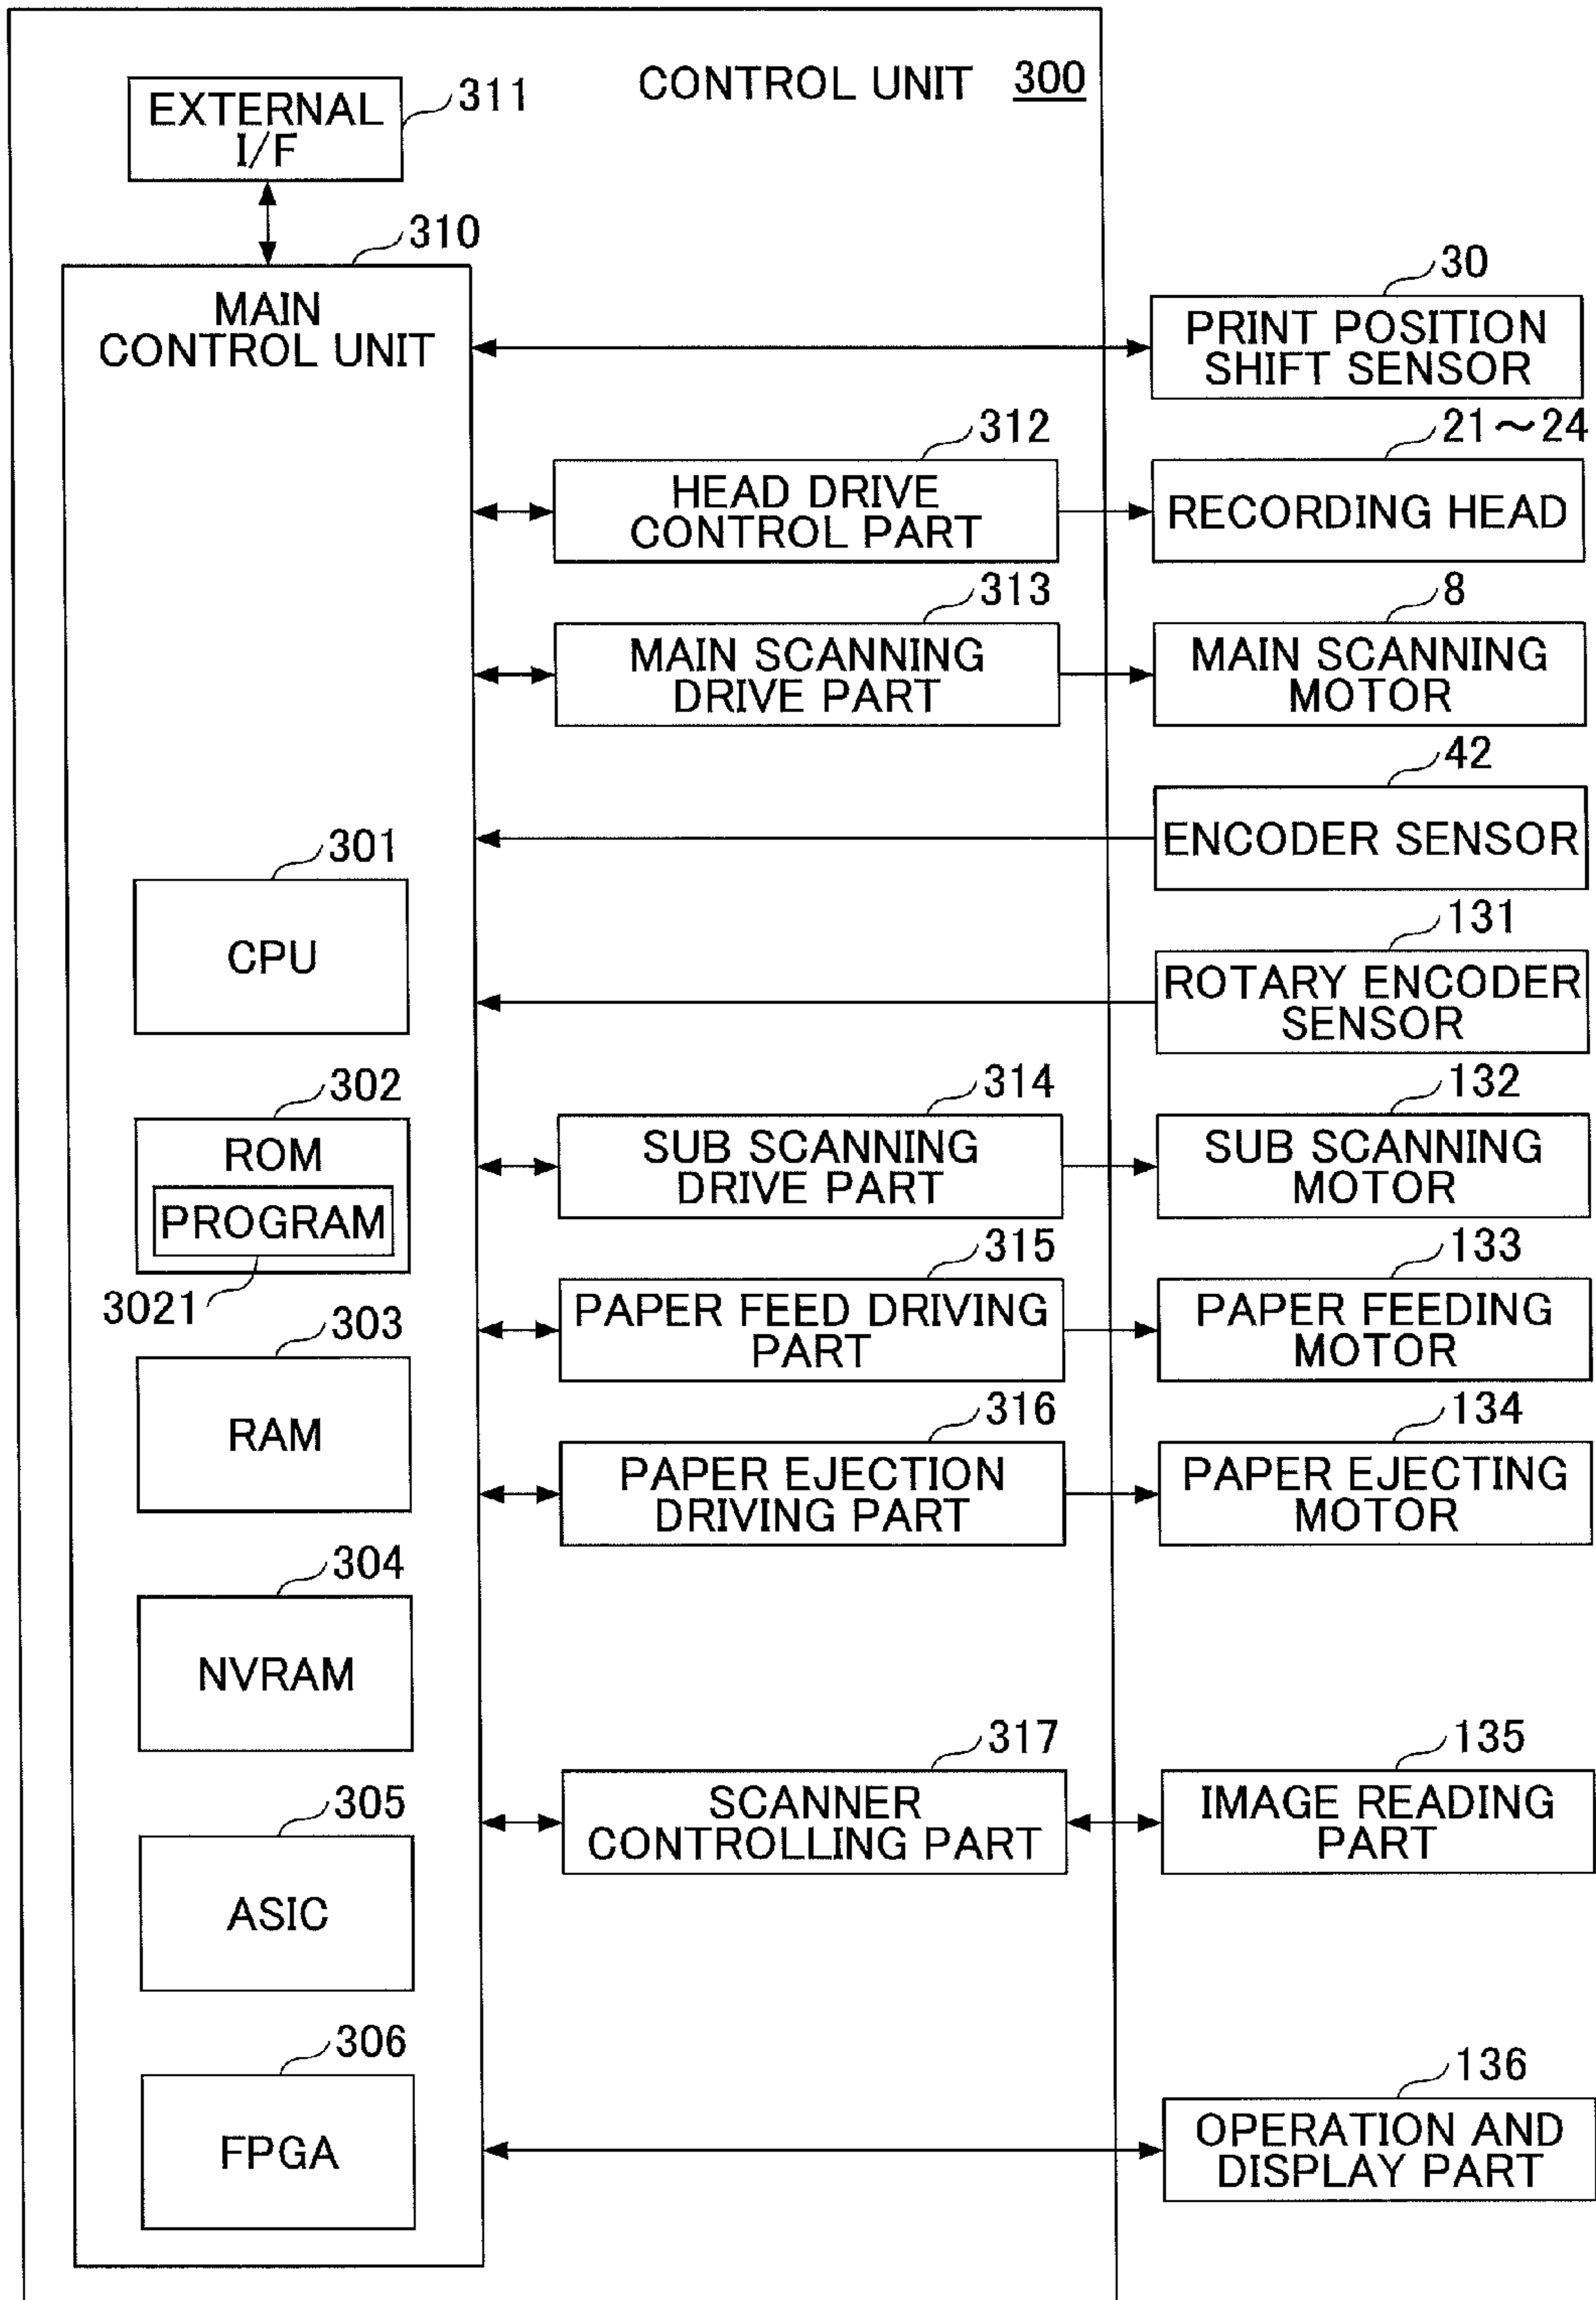 CONTROL UNIT 300
311
EXTERNAL
I/F
310
MAIN
CONTROL UNIT
30
PRINT POSITION
SHIFT SENSOR
312
HEAD DRIVE
CONTROL PART
21～24
RECORDING HEAD
313
MAIN SCANNING
DRIVE PART
8
MAIN SCANNING
MOTOR
42
ENCODER SENSOR
301
CPU
131
ROTARY ENCODER
SENSOR
302
ROM
PROGRAM
3021
314
SUB SCANNING
DRIVE PART
132
SUB SCANNING
MOTOR
315
PAPER FEED DRIVING
PART
133
PAPER FEEDING
MOTOR
303
RAM
316
PAPER EJECTION
DRIVING PART
134
PAPER EJECTING
MOTOR
304
NVRAM
317
SCANNER
CONTROLLING PART
135
IMAGE READING
PART
305
ASIC
306
FPGA
136
OPERATION AND
DISPLAY PART